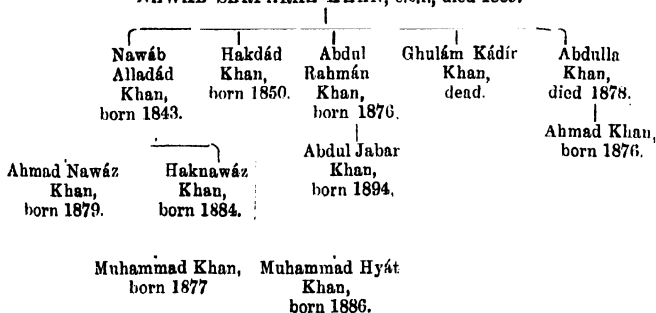 died
Nawáb
Alladád
Khan,
born 1843.
Hakdád
Khan,
born 1850.
Abdul
Rahmán
Khan,
born 1876.
Ghulám Kádír
Khan,
dead.
Abdulla
Khan,
died 1878.
Ahmad Khan,
born 1876.
Abdul Jabar
Khan,
born 1894.
Ahmad Nawáz
Khan,
born 1879.
Haknawáz
Khan,
born 1884.
Muhammad Khan,
born 1877
Muhammad Hyát
Khan,
born 1886.